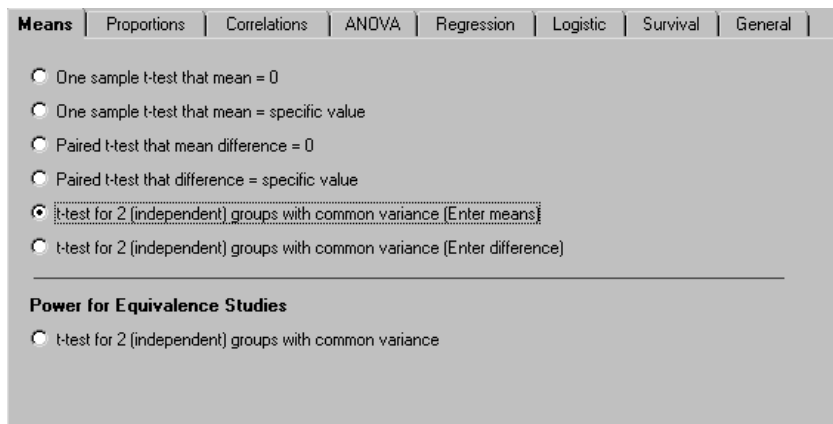 Means Proportions Correlations ANOVA Regression Logistic Survival General
One sample t-test that mean = 0
One sample t-test that mean = specific value
Paired t-test that mean difference = 0
Paired t-test that difference = specific value
t-test for 2 (independent) groups with common variance (Enter means)
t-test for 2 (independent) groups with common variance (Enter difference)
Power for Equivalence Studies
t-test for 2 (independent) groups with common variance